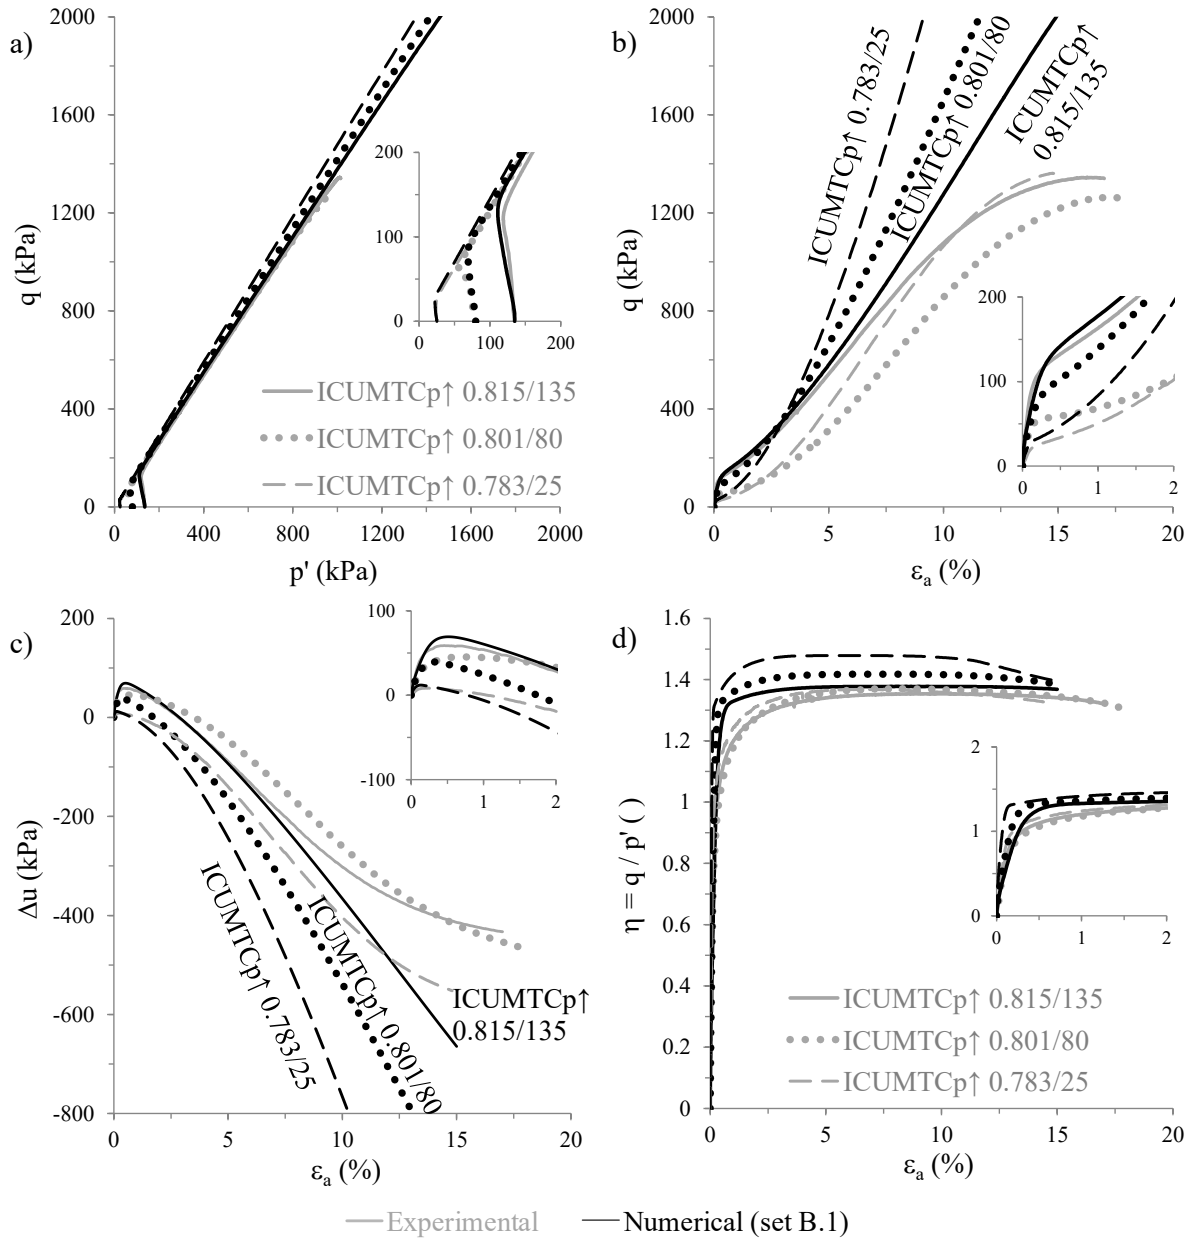 a)
2000
1600
1200
800
400
0
q (kPa)
0
400
800
1200
1600
2000
p' (kPa)
200
100
0
0
100
200
ICUMTCp↑ 0.815/135
ICUMTCp↑ 0.801/80
ICUMTCp↑ 0.783/25
b)
2000
1600
1200
800
400
0
q (kPa)
0
5
10
15
20
εa (%)
ICUMTCp↑ 0.783/25
ICUMTCp↑ 0.801/80
ICUMTCp↑
0.815/135
200
100
0
0
1
2
c)
200
0
-200
-400
-600
-800
Δu (kPa)
0
5
10
15
20
εa (%)
100
0
-100
0
1
2
ICUMTCp↑ 0.783/25
ICUMTCp↑ 0.801/80
ICUMTCp↑
0.815/135
d)
1.6
1.4
1.2
1
0.8
0.6
0.4
0.2
0
η = q / p' ( )
0
5
10
15
20
εa (%)
2
1
0
0
1
2
ICUMTCp↑ 0.815/135
ICUMTCp↑ 0.801/80
ICUMTCp↑ 0.783/25
Experimental
Numerical (set B.1)